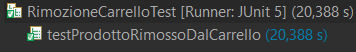 RimozioneCarrelloTest [Runner: JUnit 5] (20,388 s)
testProdottoRimossoDalCarrello (20,388 s)